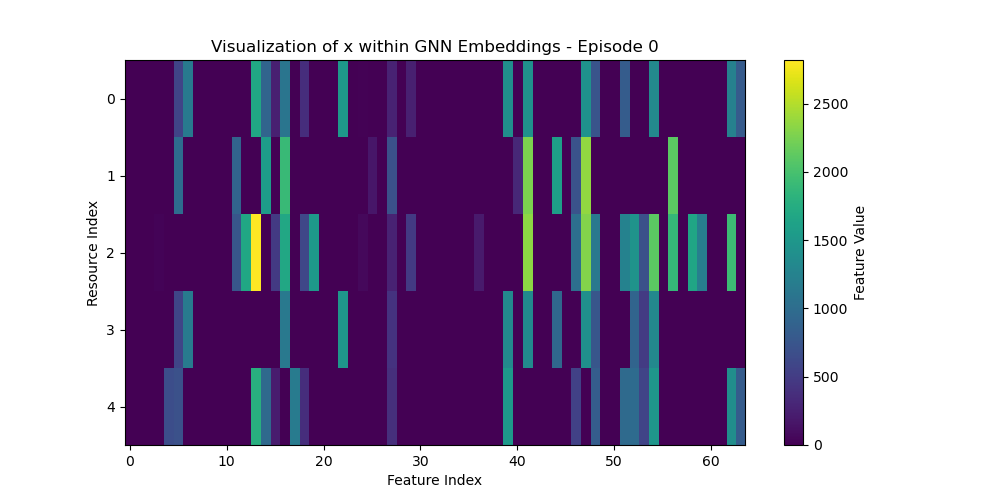 Visualization of x within GNN Embeddings - Episode 0
Resource Index
0
1
2
3
4
0 10 20 30 40 50 60
Feature Index
2500
2000
1500
1000
500
0
Feature Value